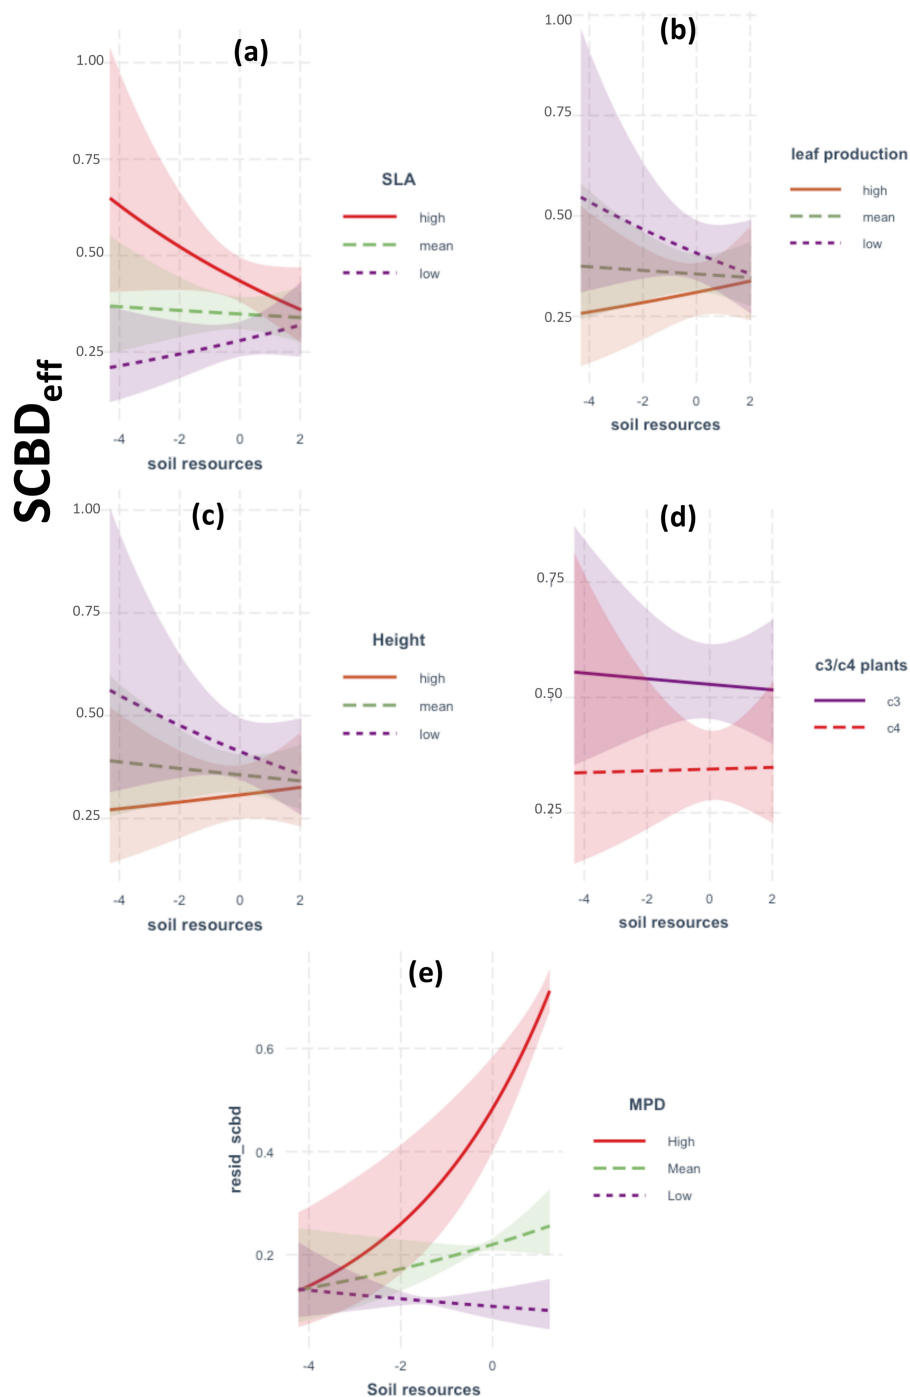 SCBDeff
(a)
1.00
0.75
0.50
0.25
-4 -2 0 2
soil resources
SLA
high
mean
low
(b)
1.00
0.75
0.50
0.25
-4 -2 0 2
soil resources
leaf production
high
mean
low
(c)
1.00
0.75
0.50
0.25
-4 -2 0 2
soil resources
Height
high
mean
low
(d)
0.75
0.50
0.25
-4 -2 0 2
soil resources
c3/c4 plants
c3
c4
(e)
resid_scbd
0.6
0.4
0.2
-4 -2 0
Soil resources
MPD
High
Mean
Low